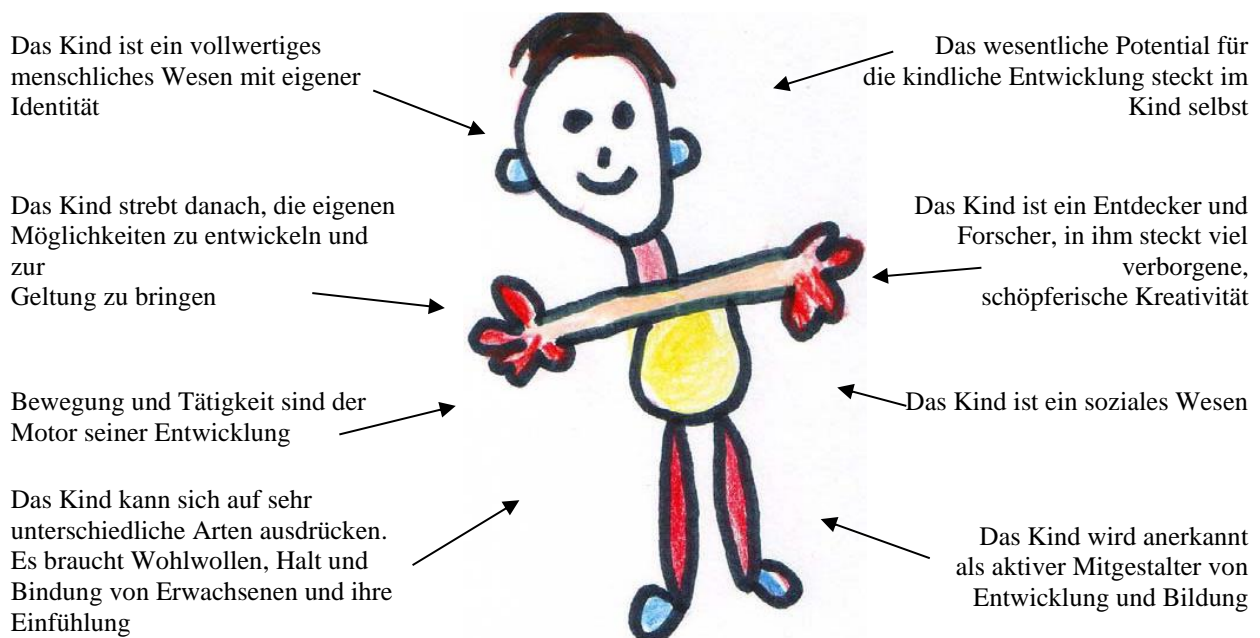 Das Kind ist ein vollwertiges
menschliches Wesen mit eigener
Identität
Das Kind strebt danach, die eigenen
Möglichkeiten zu entwickeln und
zur
Geltung zu bringen
Bewegung und Tätigkeit sind der
Motor seiner Entwicklung
Das Kind kann sich auf sehr
unterschiedliche Arten ausdrücken.
Es braucht Wohlwollen, Halt und
Bindung von Erwachsenen und ihre
Einfühlung
Das wesentliche Potential für
die kindliche Entwicklung steckt im
Kind selbst
Das Kind ist ein Entdecker und
Forscher, in ihm steckt viel
verborgene,
schöpferische Kreativität
Das Kind ist ein soziales Wesen
Das Kind wird anerkannt
als aktiver Mitgestalter von
Entwicklung und Bildung